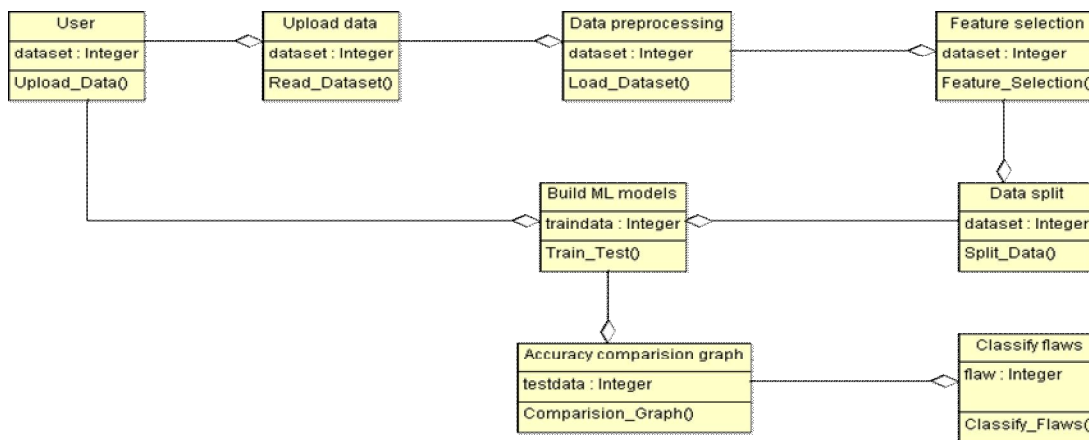 User
dataset : Integer
Upload_Data()
Upload data
dataset : Integer
Read_Dataset()
Data preprocessing
dataset : Integer
Load_Dataset()
Feature selection
dataset : Integer
Feature_Selection()
Build ML models
traindata : Integer
Train_Test()
Data split
dataset : Integer
Split_Data()
Accuracy comparision graph
testdata : Integer
Comparision_Graph()
Classify flaws
flaw : Integer
Classify_Flaws()